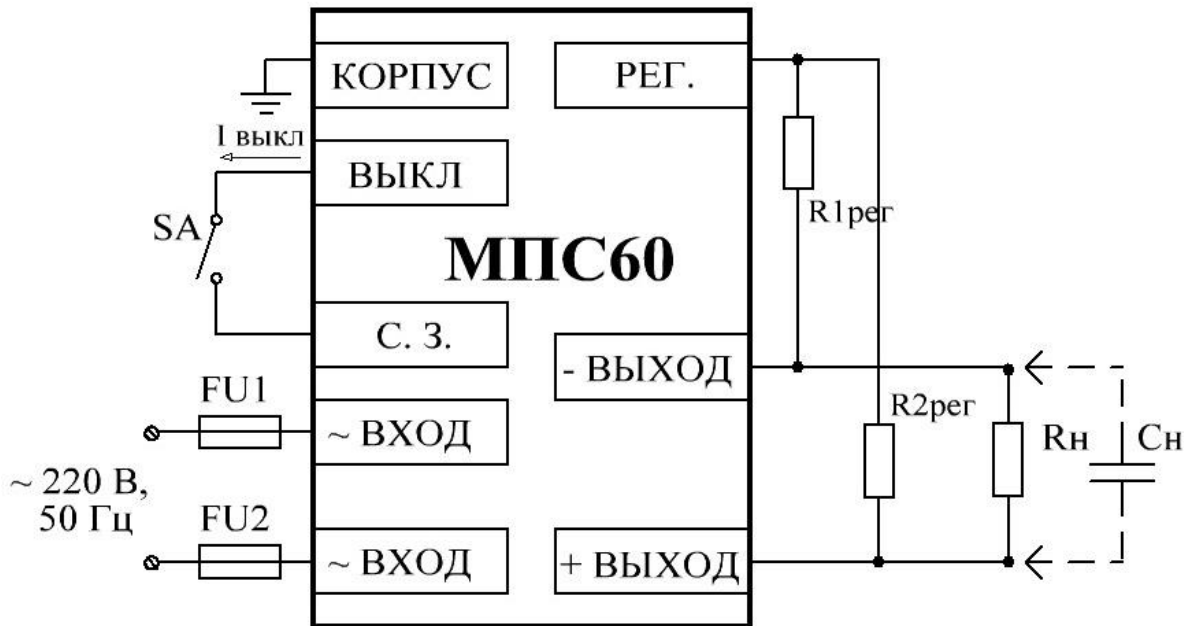 КОРПУС
РЕГ.
I выкл
ВЫКЛ
SA
R1рег
МПС60
С. З.
- ВЫХОД
FU1
R2рег
~ ВХОД
Rн
Cн
~ 220 В,
50 Гц
FU2
~ ВХОД
+ ВЫХОД